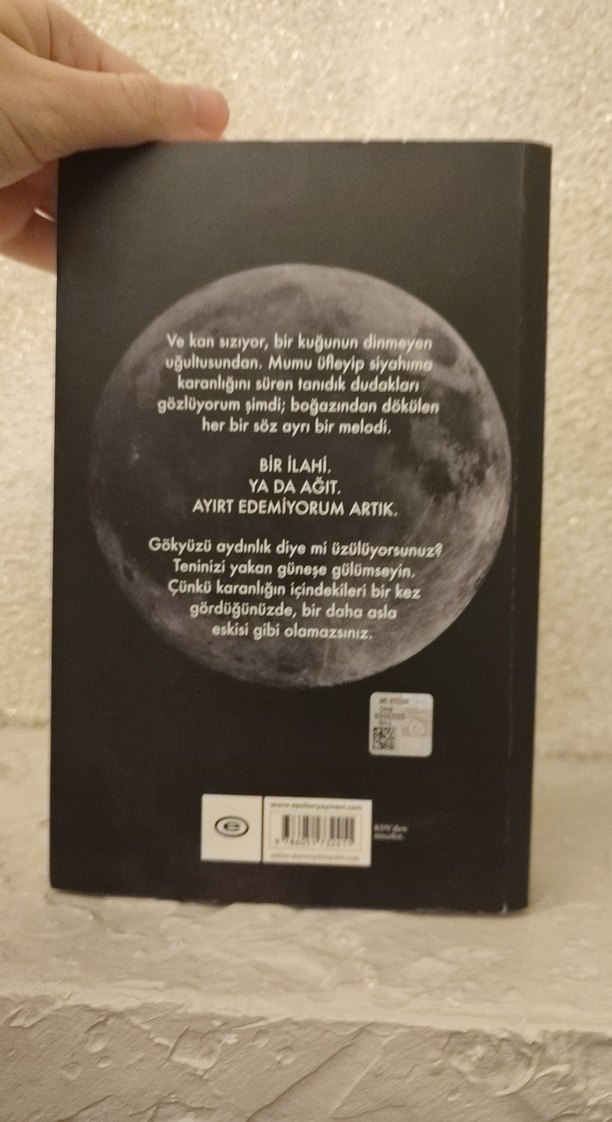 Ve kan sızıyor, bir kuğunun dinmeyen
uğultusundan. Mumu üfleyip siyahıma
karanlığını süren tanıdık dudakları
gözlüyorum şimdi; boğazından dökülen
her bir söz ayrı bir melodi.
BİR İLAHİ.
YA DA AĞIT.
AYIRT EDEMİYORUM ARTIK.
Gökyüzü aydınlık diye mi üzülüyorsunuz?
Teninizi yakan güneşe gülümseyin.
Çünkü karanlığın içindekileri bir kez
gördüğünüzde, bir daha asla
eskisi gibi olamazsınız.
e